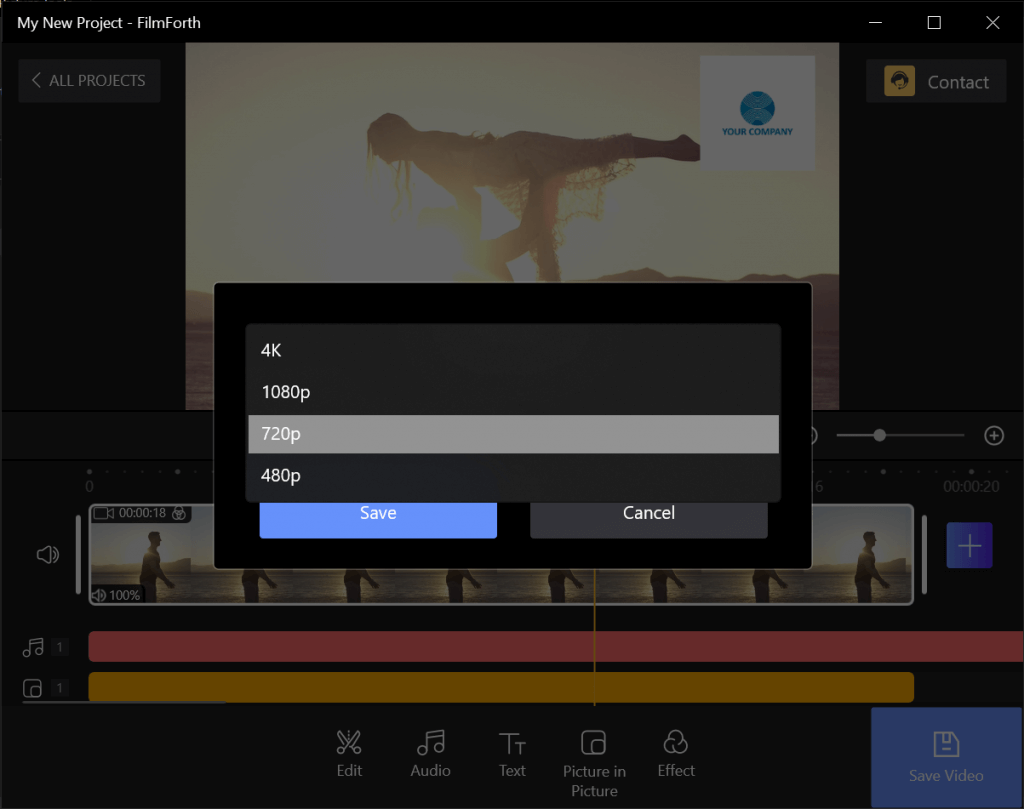 My New Project - FilmForth
ALL PROJECTS
Contact
YOUR COMPANY
4K
1080p
720p
480p
Save
Cancel
0
6
00:00:20
00:00:18
100%
1
1
Edit
Audio
Text
Picture in
Picture
Effect
Save Video